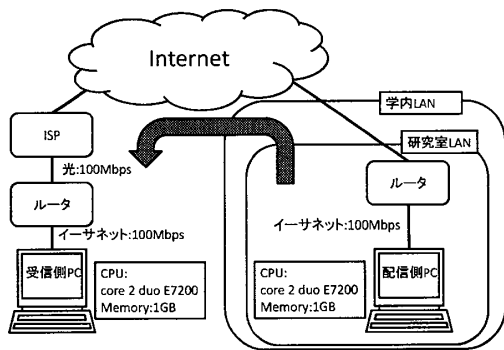 Internet
学内LAN
研究室LAN
ISP
光:100Mbps
ルータ
イーサネット:100Mbps
受信側PC
CPU:
core 2 duo E7200
Memory:1GB
ルータ
イーサネット:100Mbps
CPU:
core 2 duo E7200
Memory:1GB
配信側PC